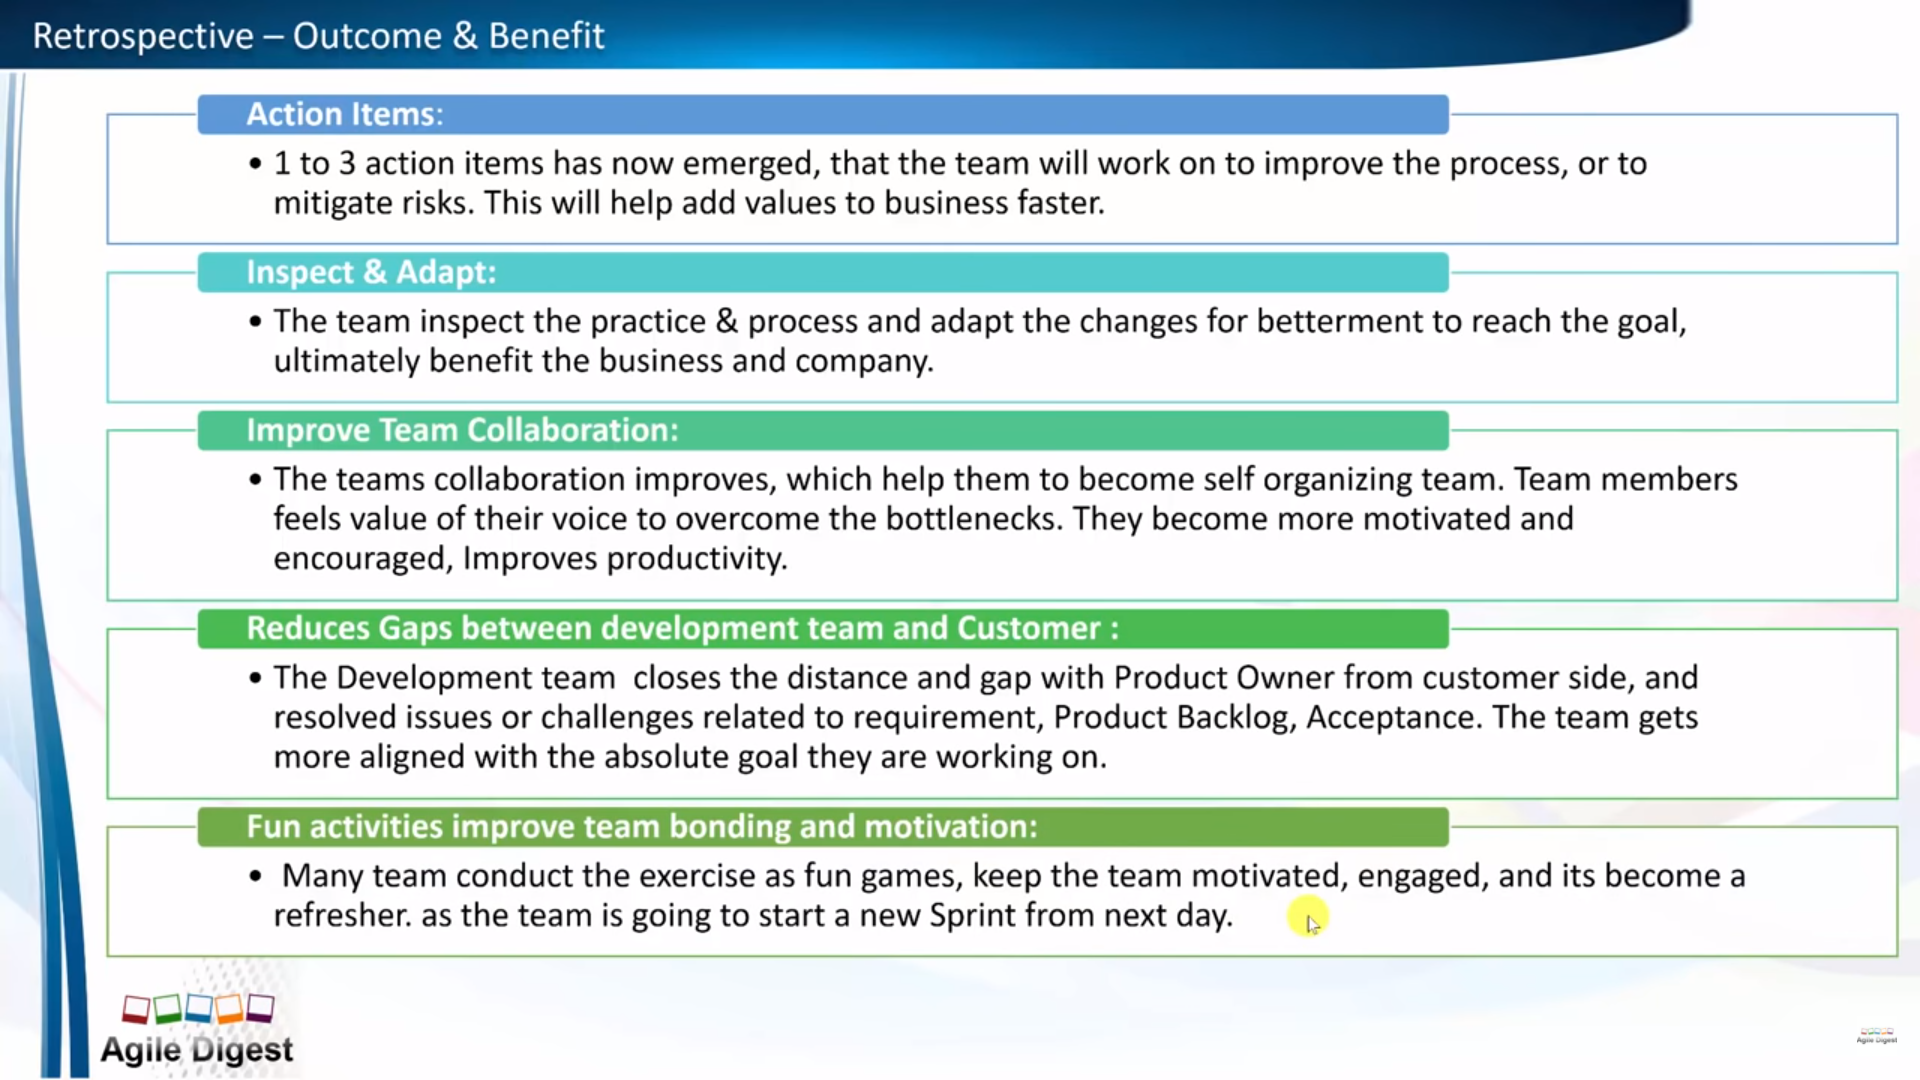 Retrospective – Outcome & Benefit
Action Items:
• 1 to 3 action items has now emerged, that the team will work on to improve the process, or to
mitigate risks. This will help add values to business faster.
Inspect & Adapt:
• The team inspect the practice & process and adapt the changes for betterment to reach the goal,
ultimately benefit the business and company.
Improve Team Collaboration:
• The teams collaboration improves, which help them to become self organizing team. Team members
feels value of their voice to overcome the bottlenecks. They become more motivated and
encouraged, Improves productivity.
Reduces Gaps between development team and Customer :
• The Development team  closes the distance and gap with Product Owner from customer side, and
resolved issues or challenges related to requirement, Product Backlog, Acceptance. The team gets
more aligned with the absolute goal they are working on.
Fun activities improve team bonding and motivation:
• Many team conduct the exercise as fun games, keep the team motivated, engaged, and its become a
refresher. as the team is going to start a new Sprint from next day.
Agile Digest
Agile Digest